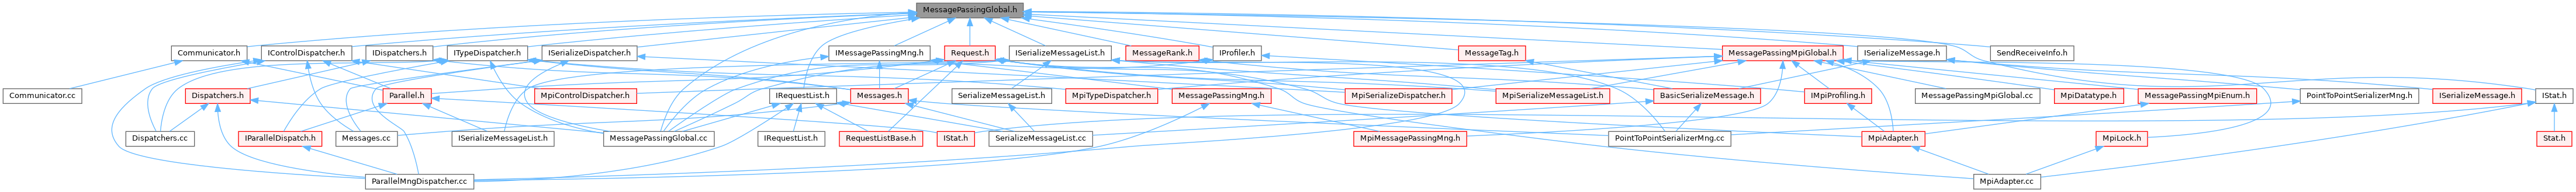 MessagePassingGlobal.h
Communicator.h
IControlDispatcher.h
IDispatchers.h
ITypeDispatcher.h
ISerializeDispatcher.h
IMessagePassingMng.h
Request.h
ISerializeMessageList.h
MessageRank.h
IProfiler.h
MessageTag.h
MessagePassingMpiGlobal.h
ISerializeMessage.h
SendReceiveInfo.h
Communicator.cc
Dispatchers.h
Parallel.h
MpiControlDispatcher.h
IRequestList.h
Messages.h
SerializeMessageList.h
MpiTypeDispatcher.h
MessagePassingMng.h
MpiSerializeDispatcher.h
MpiSerializeMessageList.h
BasicSerializeMessage.h
IMpiProfiling.h
MessagePassingMpiGlobal.cc
MpiDatatype.h
MessagePassingMpiEnum.h
PointToPointSerializerMng.h
ISerializeMessage.h
IStat.h
Dispatchers.cc
IParallelDispatch.h
Messages.cc
ISerializeMessageList.h
MessagePassingGlobal.cc
IRequestList.h
RequestListBase.h
IStat.h
SerializeMessageList.cc
MpiMessagePassingMng.h
PointToPointSerializerMng.cc
MpiAdapter.h
MpiLock.h
Stat.h
ParallelMngDispatcher.cc
MpiAdapter.cc